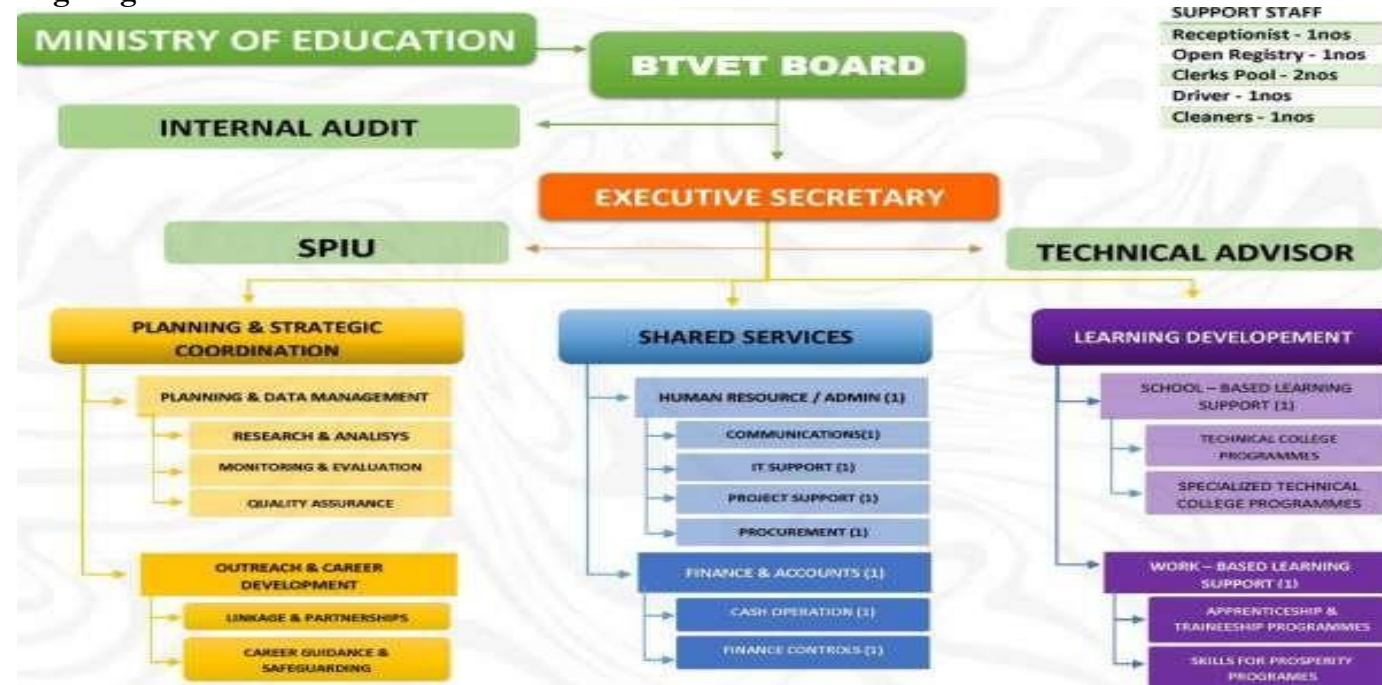 MINISTRY OF EDUCATION
BTVET BOARD
SUPPORT STAFF
Receptionist - 1nos
Open Registry - 1nos
Clerks Pool - 2nos
Driver - 1nos
Cleaners - 1nos
INTERNAL AUDIT
EXECUTIVE SECRETARY
SPIU
TECHNICAL ADVISOR
PLANNING & STRATEGIC
COORDINATION
PLANNING & DATA MANAGEMENT
RESEARCH & ANALISYS
MONITORING & EVALUATION
QUALITY ASSURANCE
OUTREACH & CAREER
DEVELOPMENT
LINKAGE & PARTNERSHIPS
CAREER GUIDANCE &
SAFEGUARDING
SHARED SERVICES
HUMAN RESOURCE / ADMIN (1)
COMMUNICATIONS(1)
IT SUPPORT (1)
PROJECT SUPPORT (1)
PROCUREMENT (1)
FINANCE & ACCOUNTS (1)
CASH OPERATION (1)
FINANCE CONTROLS (1)
LEARNING DEVELOPEMENT
SCHOOL – BASED LEARNING
SUPPORT (1)
TECHNICAL COLLEGE
PROGRAMMES
SPECIALIZED TECHNICAL
COLLEGE PROGRAMMES
WORK – BASED LEARNING
SUPPORT (1)
APPRENTICESHIP &
TRAINEESHIP PROGRAMMES
SKILLS FOR PROSPERITY
PROGRAMES